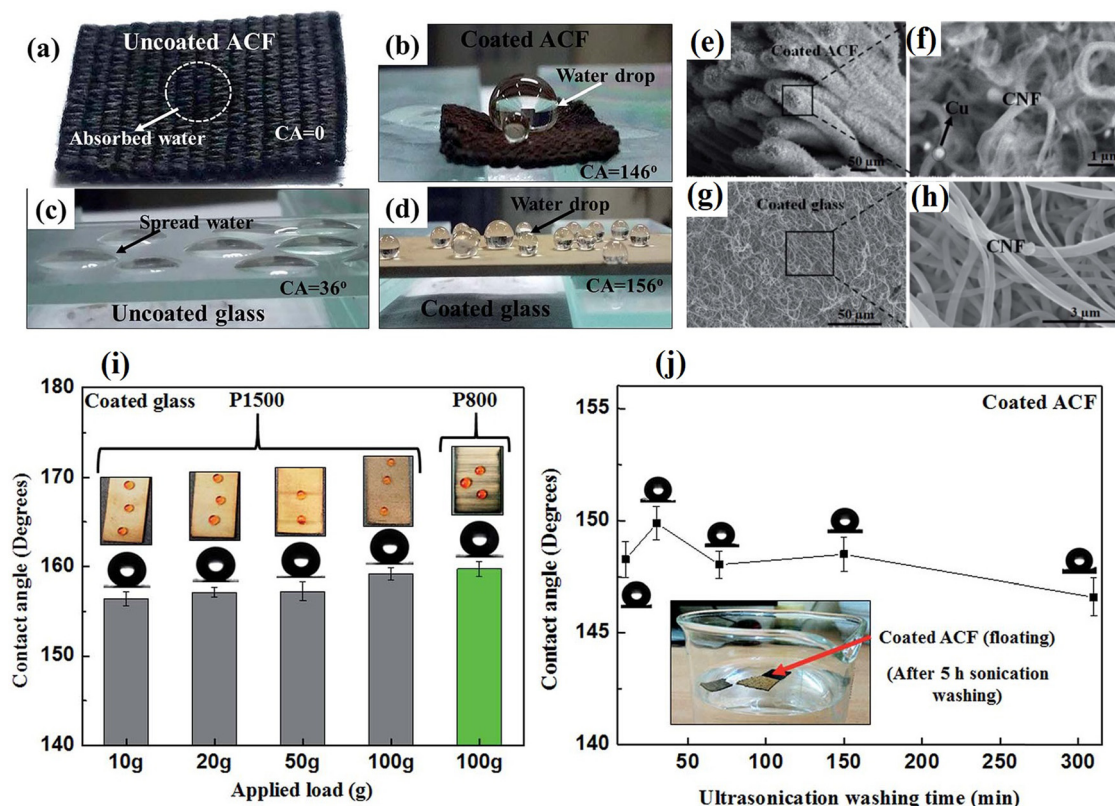 (a)
Uncoated ACF
Absorbed water
CA=0
(b)
Coated ACF
Water drop
CA=146°
(c)
Spread water
CA=36°
Uncoated glass
(d)
Water drop
CA=156°
Coated glass
(e)
Coated ACF
50 µm
(f)
CNF
Cu
1 µm
(g)
Coated glass
50 µm
(h)
CNF
3 µm
(i)
Coated glass P1500 P800
180
170
160
150
140
Contact angle (Degrees)
10g 20g 50g 100g 100g
Applied load (g)
(j)
Coated ACF
155
150
145
140
Contact angle (Degrees)
Coated ACF (floating)
(After 5 h sonication
washing)
50 100 150 200 250 300
Ultrasonication washing time (min)